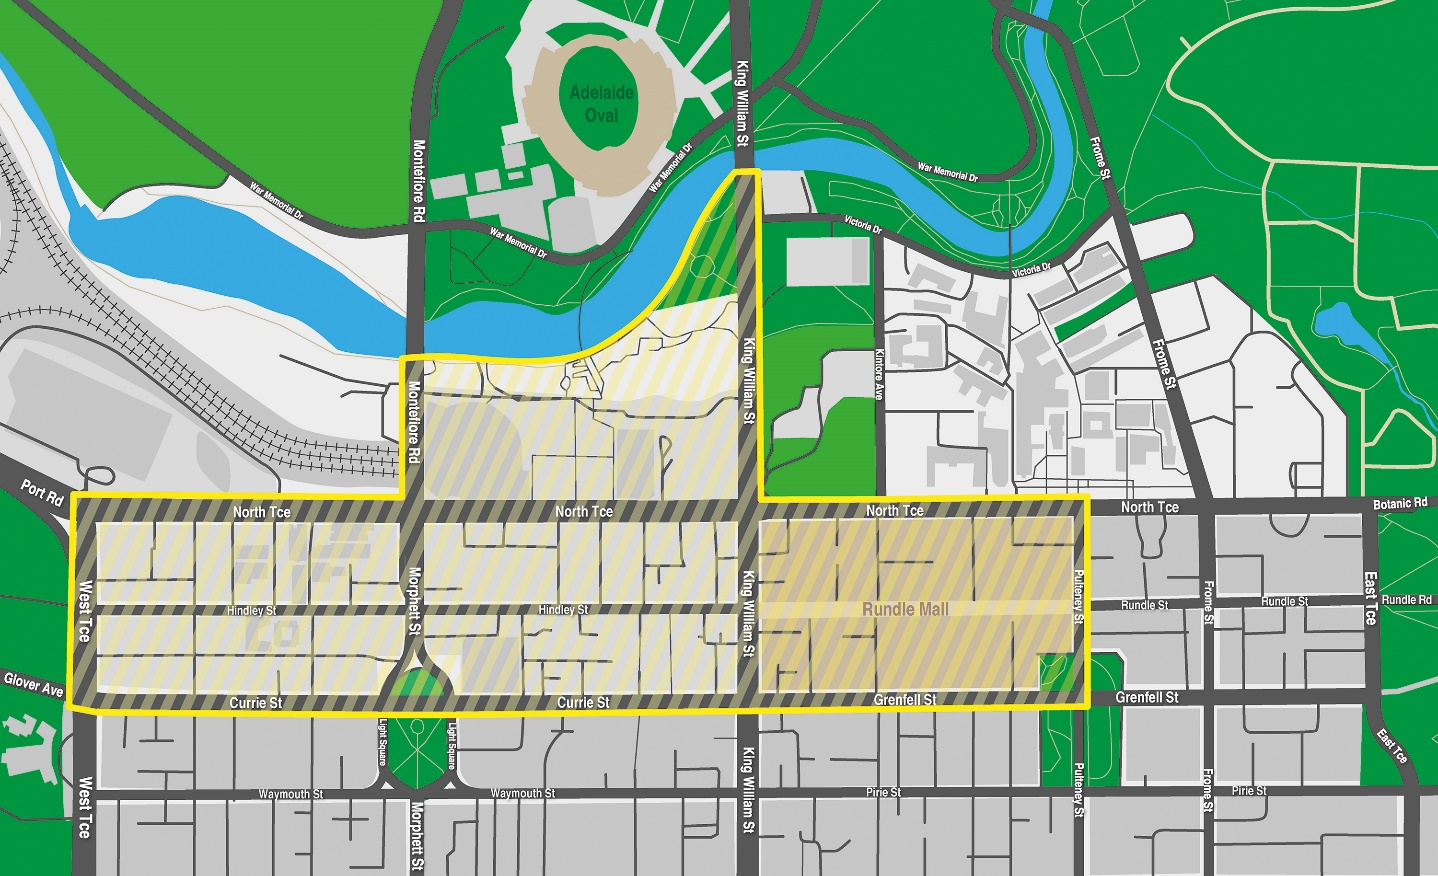 King William St
Adelaide
Oval
Montefiore Rd
War Memorial Dr
War Memorial Dr
War Memorial Dr
War Memorial Dr
Frome St
Victoria Dr
Victoria Dr
King William St
Kintore Ave
Frome St
Montefiore Rd
Port Rd
North Tce
North Tce
North Tce
North Tce
Botanic Rd
West Tce
Hindley St
Morphett St
Hindley St
King William St
Rundle Mall
Pulteney St
Rundle St
Frome St
Rundle St
East Tce
Rundle Rd
Glover Ave
Currie St
Currie St
Grenfell St
Grenfell St
Light Square
Light Square
East Tce
West Tce
Waymouth St
Morphett St
Waymouth St
King William St
Pirie St
Pulteney St
Frome St
Pirie St